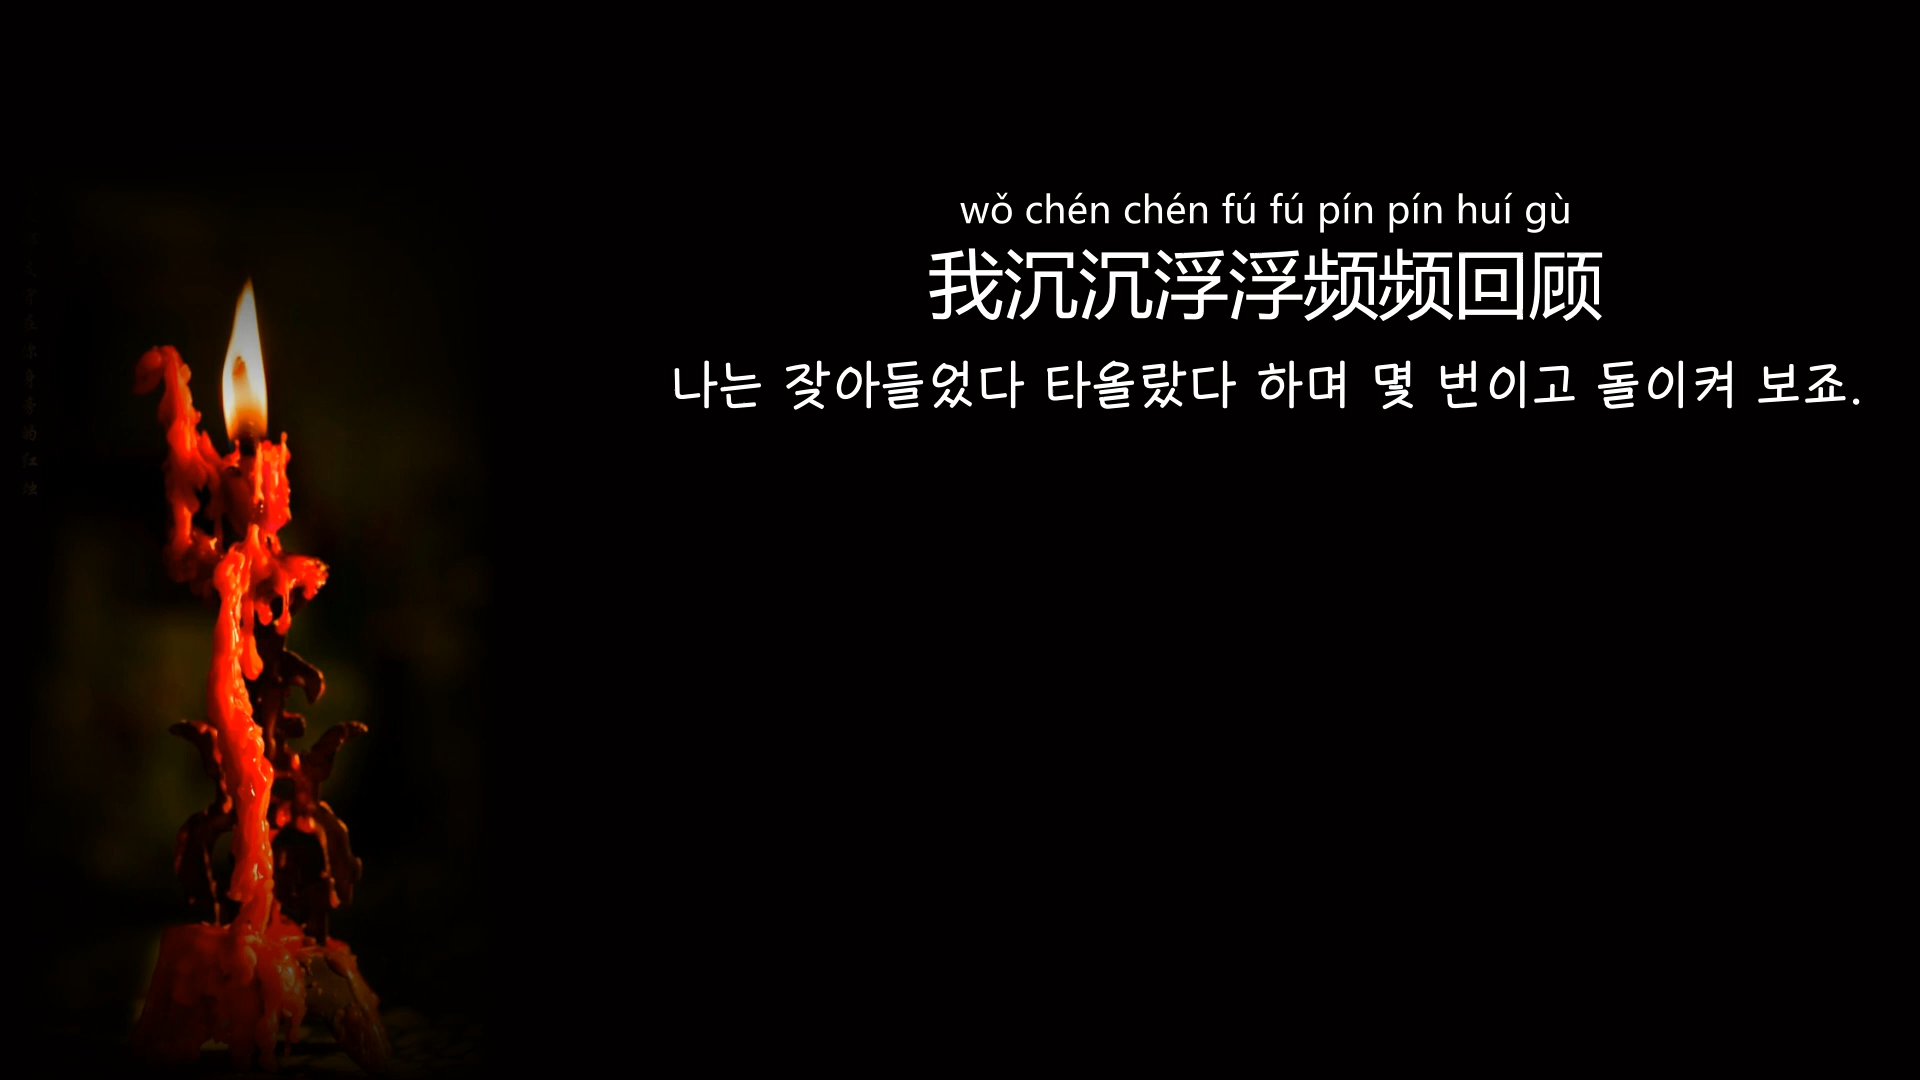 wǒ chén chén fú fú pín pín huí gù
我沉沉浮浮频频回顾
나는 잦아들었다 타올랐다 하며 몇 번이고 돌이켜 보죠.